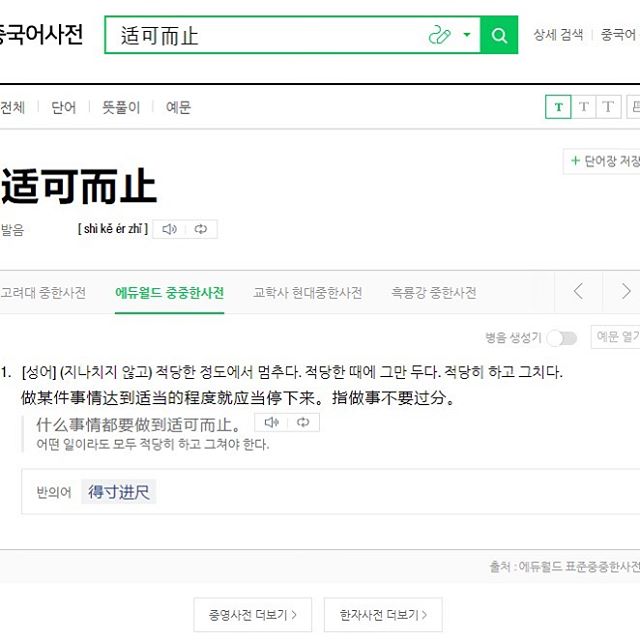 중국어사전
适可而止
상세 검색
중국어
전체 단어 뜻풀이 예문
T T T
+ 단어장 저장
适可而止
발음 [ shì kě ér zhǐ ]
고려대 중한사전 에듀월드 중중한사전 교학사 현대중한사전 흑룡강 중한사전
병음 생성기 예문 열기
1. [성어] (지나치지 않고) 적당한 정도에서 멈추다. 적당한 때에 그만 두다. 적당히 하고 그치다.
做某件事情达到适当的程度就应当停下来。指做事不要过分。
什么事情都要做到适可而止。
어떤 일이라도 모두 적당히 하고 그쳐야 한다.
반의어 得寸进尺
출처 : 에듀월드 표준중중한사전
중영사전 더보기 >
한자사전 더보기 >